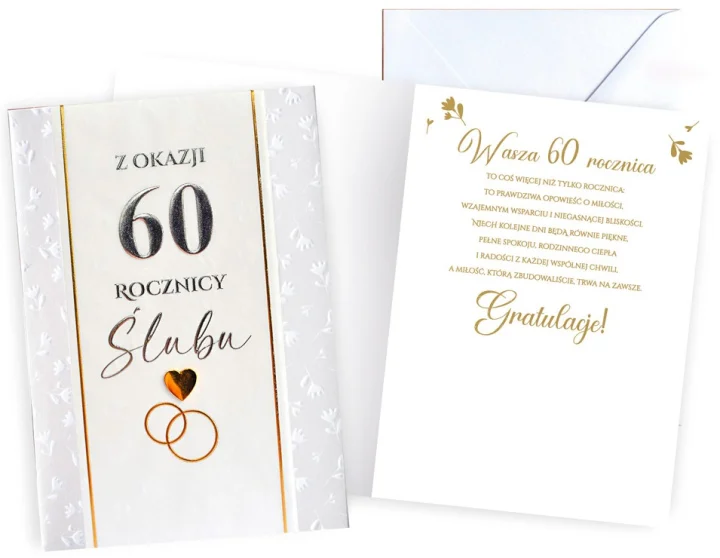 Z OKAZJI
60
ROCZNICY
Ślubu
Wasza 60 rocznica
TO COŚ WIĘCEJ NIŻ TYLKO ROCZNICA:
TO PRAWDZIWA OPOWIEŚĆ O MIŁOŚCI,
WZAJEMNYM WSPARCIU I NIEGASNĄCEJ BLISKOŚCI.
NIECH KOLEJNE DNI BĘDĄ RÓWNIE PIĘKNE,
PEŁNE SPOKOJU, RODZINNEGO CIEPŁA
I RADOŚCI Z KAŻDEJ WSPÓLNEJ CHWILI,
A MIŁOŚĆ, KTÓRĄ ZBUDOWALIŚCIE, TRWA NA ZAWSZE.
Gratulacje!